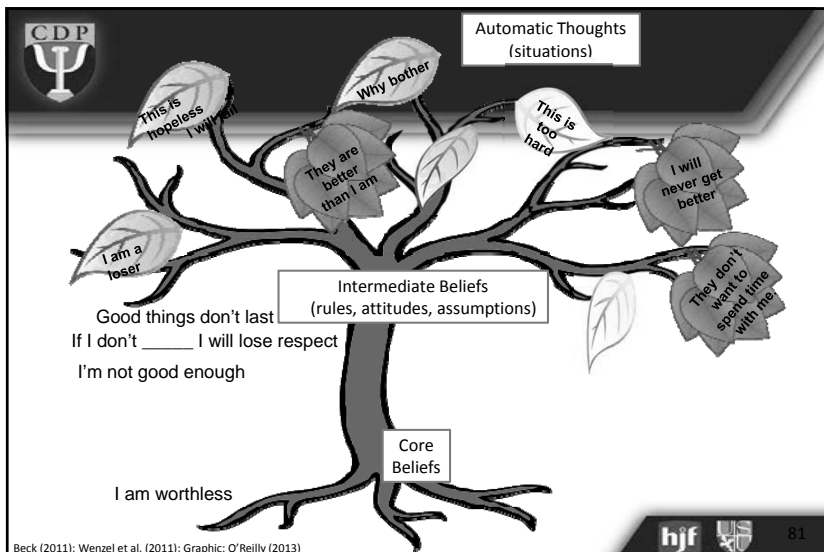 CDP
Automatic Thoughts
(situations)
This is
hopeless
I will fail
Why bother
They are
better
than I am
This is
too
hard
I will
never get
better
I am a
loser
They don't
want to
spend time
with me
Intermediate Beliefs
(rules, attitudes, assumptions)
Good things don't last
If I don't _____ I will lose respect
I'm not good enough
Core
Beliefs
I am worthless
Beck (2011); Wenzel et al. (2011); Graphic: O'Reilly (2013)
hjf
81